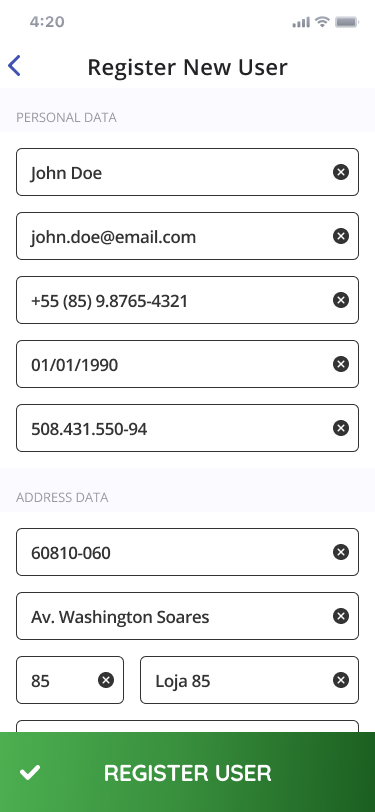 4:20
Register New User
PERSONAL DATA
John Doe
john.doe@email.com
+55 (85) 9.8765-4321
01/01/1990
508.431.550-94
ADDRESS DATA
60810-060
Av. Washington Soares
85
Loja 85
REGISTER USER